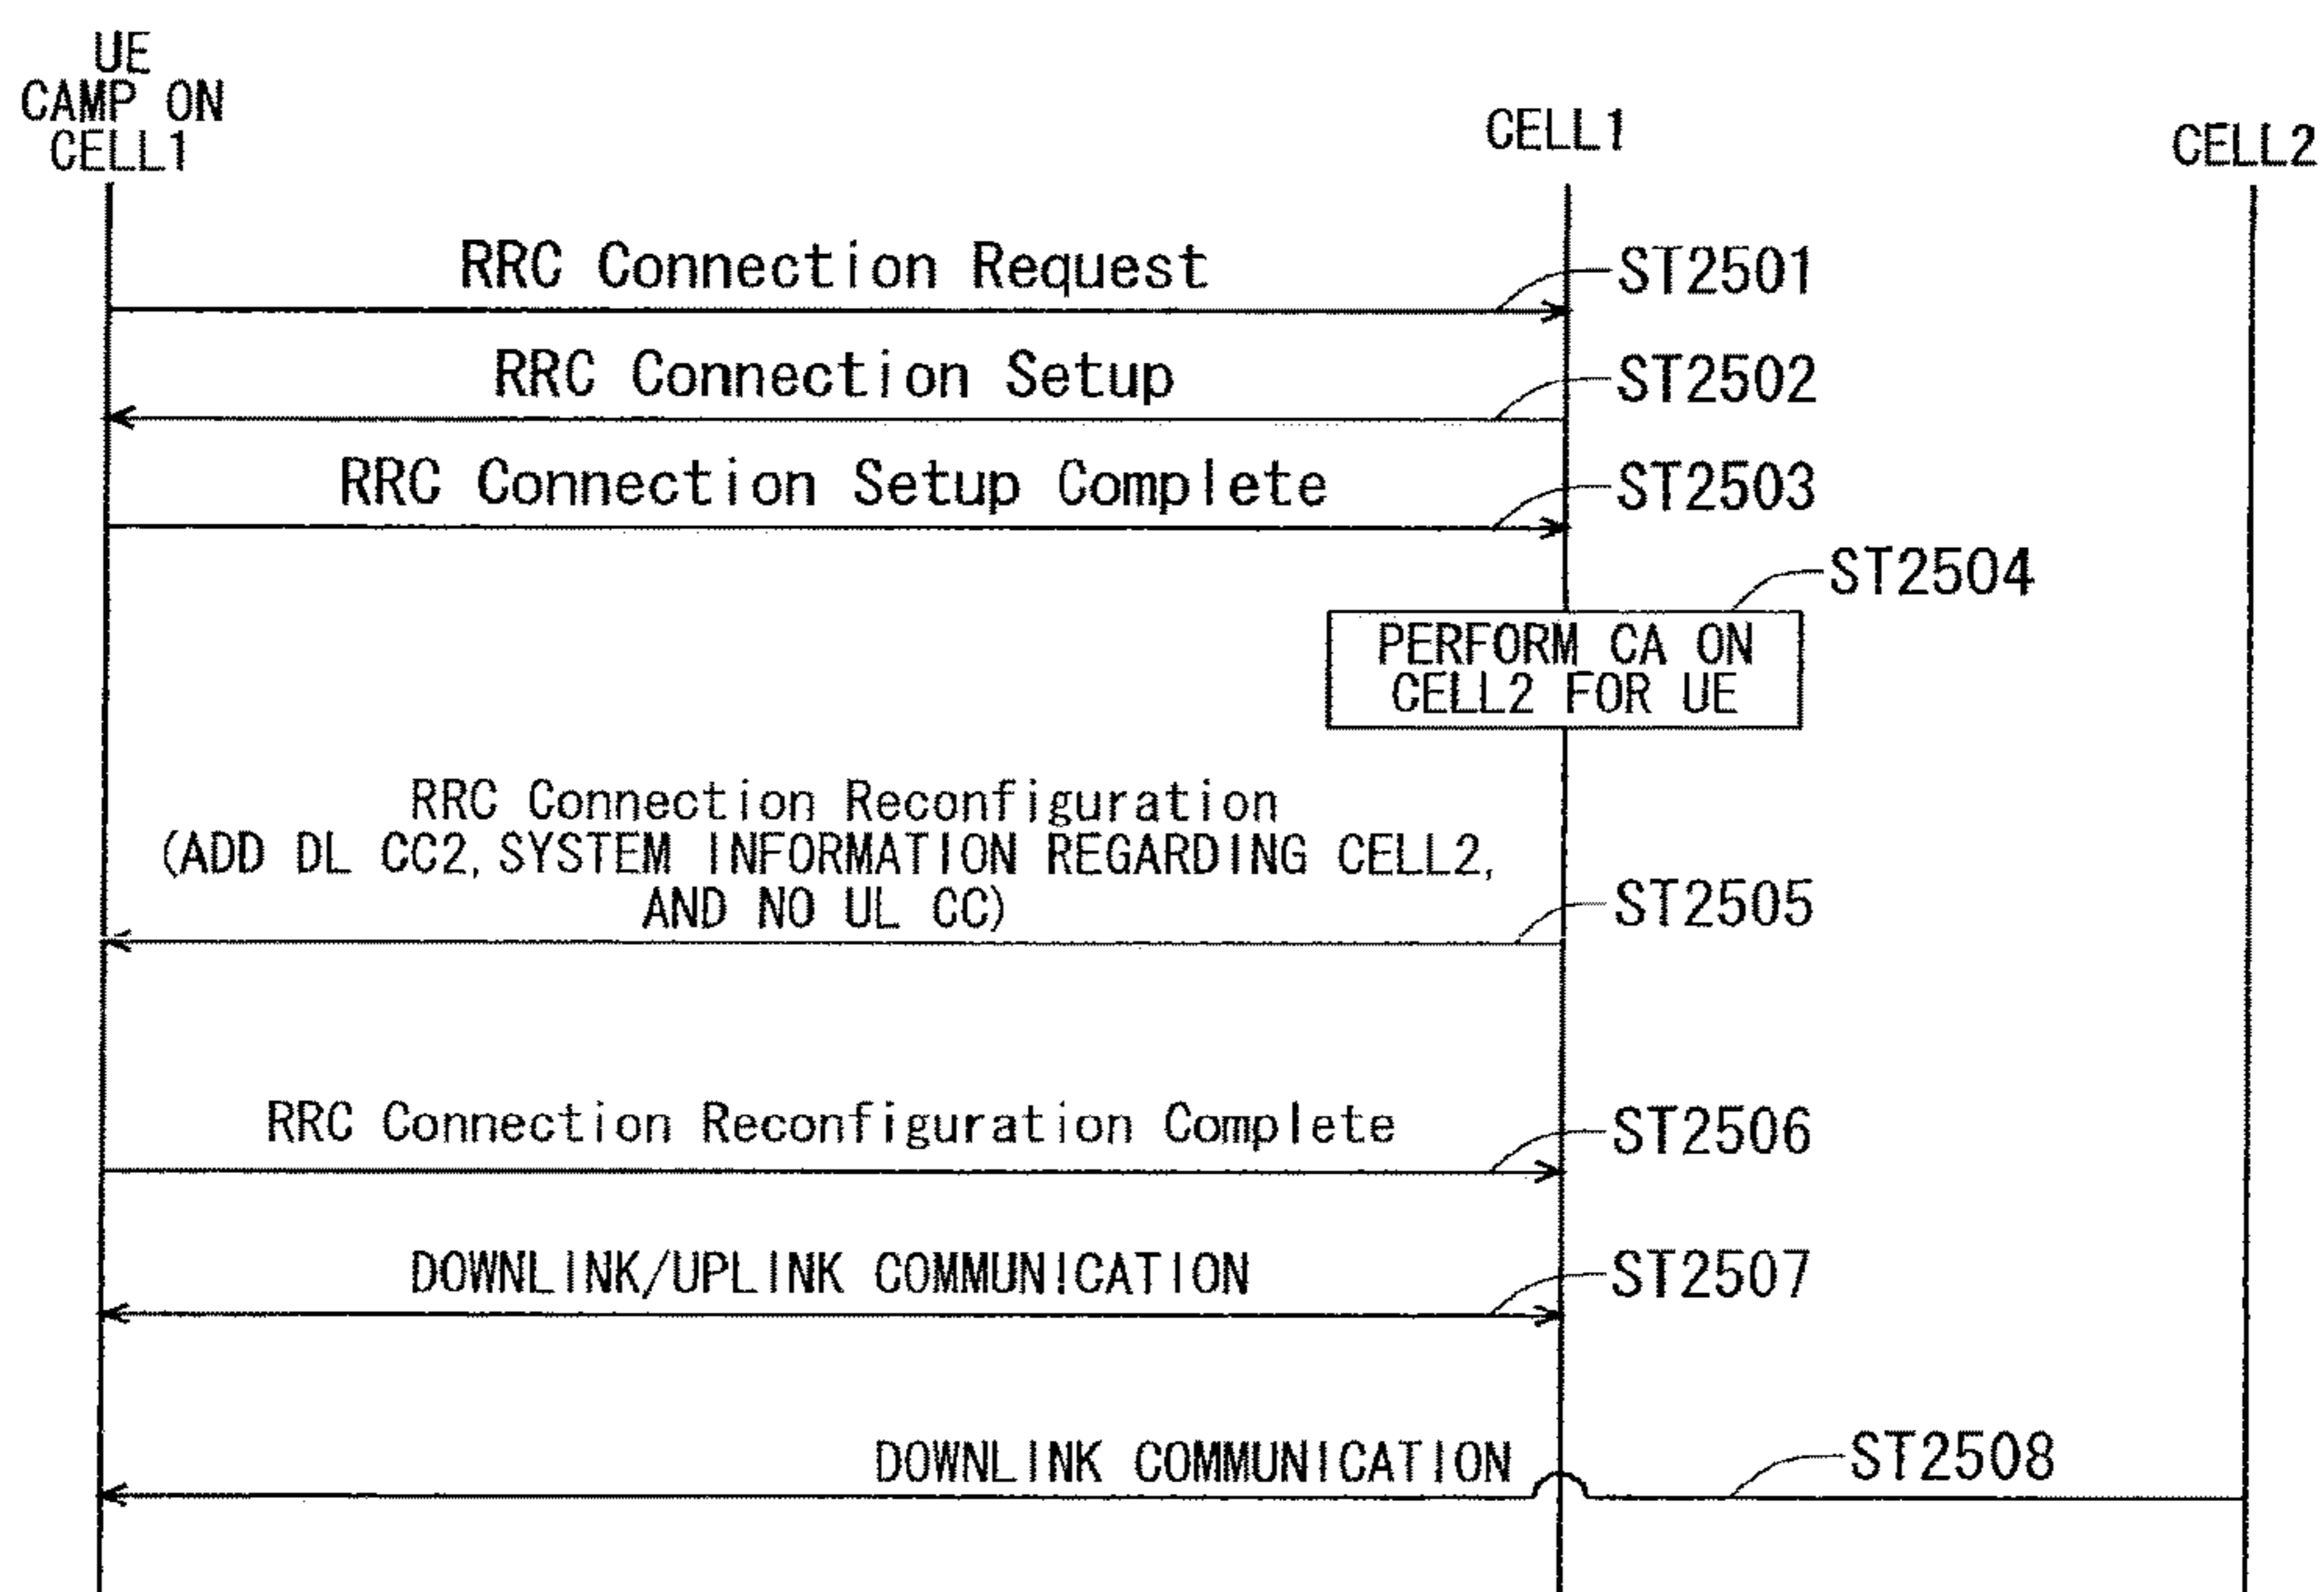 UE
CAMP ON
CELL1
CELL1
CELL2
RRC Connection Request
ST2501
RRC Connection Setup
ST2502
RRC Connection Setup Complete
ST2503
ST2504
PERFORM CA ON
CELL2 FOR UE
RRC Connection Reconfiguration
(ADD DL CC2, SYSTEM INFORMATION REGARDING CELL2,
AND NO UL CC)
ST2505
RRC Connection Reconfiguration Complete
ST2506
DOWNLINK/UPLINK COMMUNICATION
ST2507
DOWNLINK COMMUNICATION
ST2508